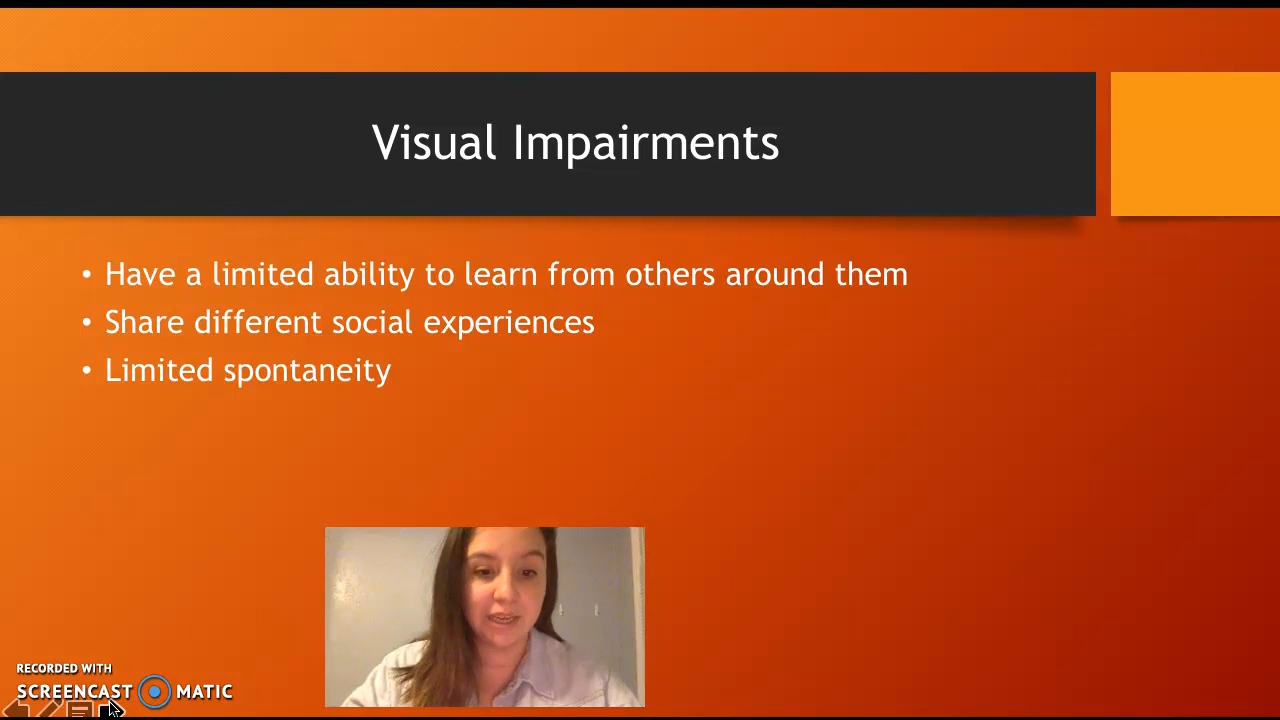 Visual Impairments
• Have a limited ability to learn from others around them
• Share different social experiences
• Limited spontaneity
RECORDED WITH
SCREENCAST MATIC